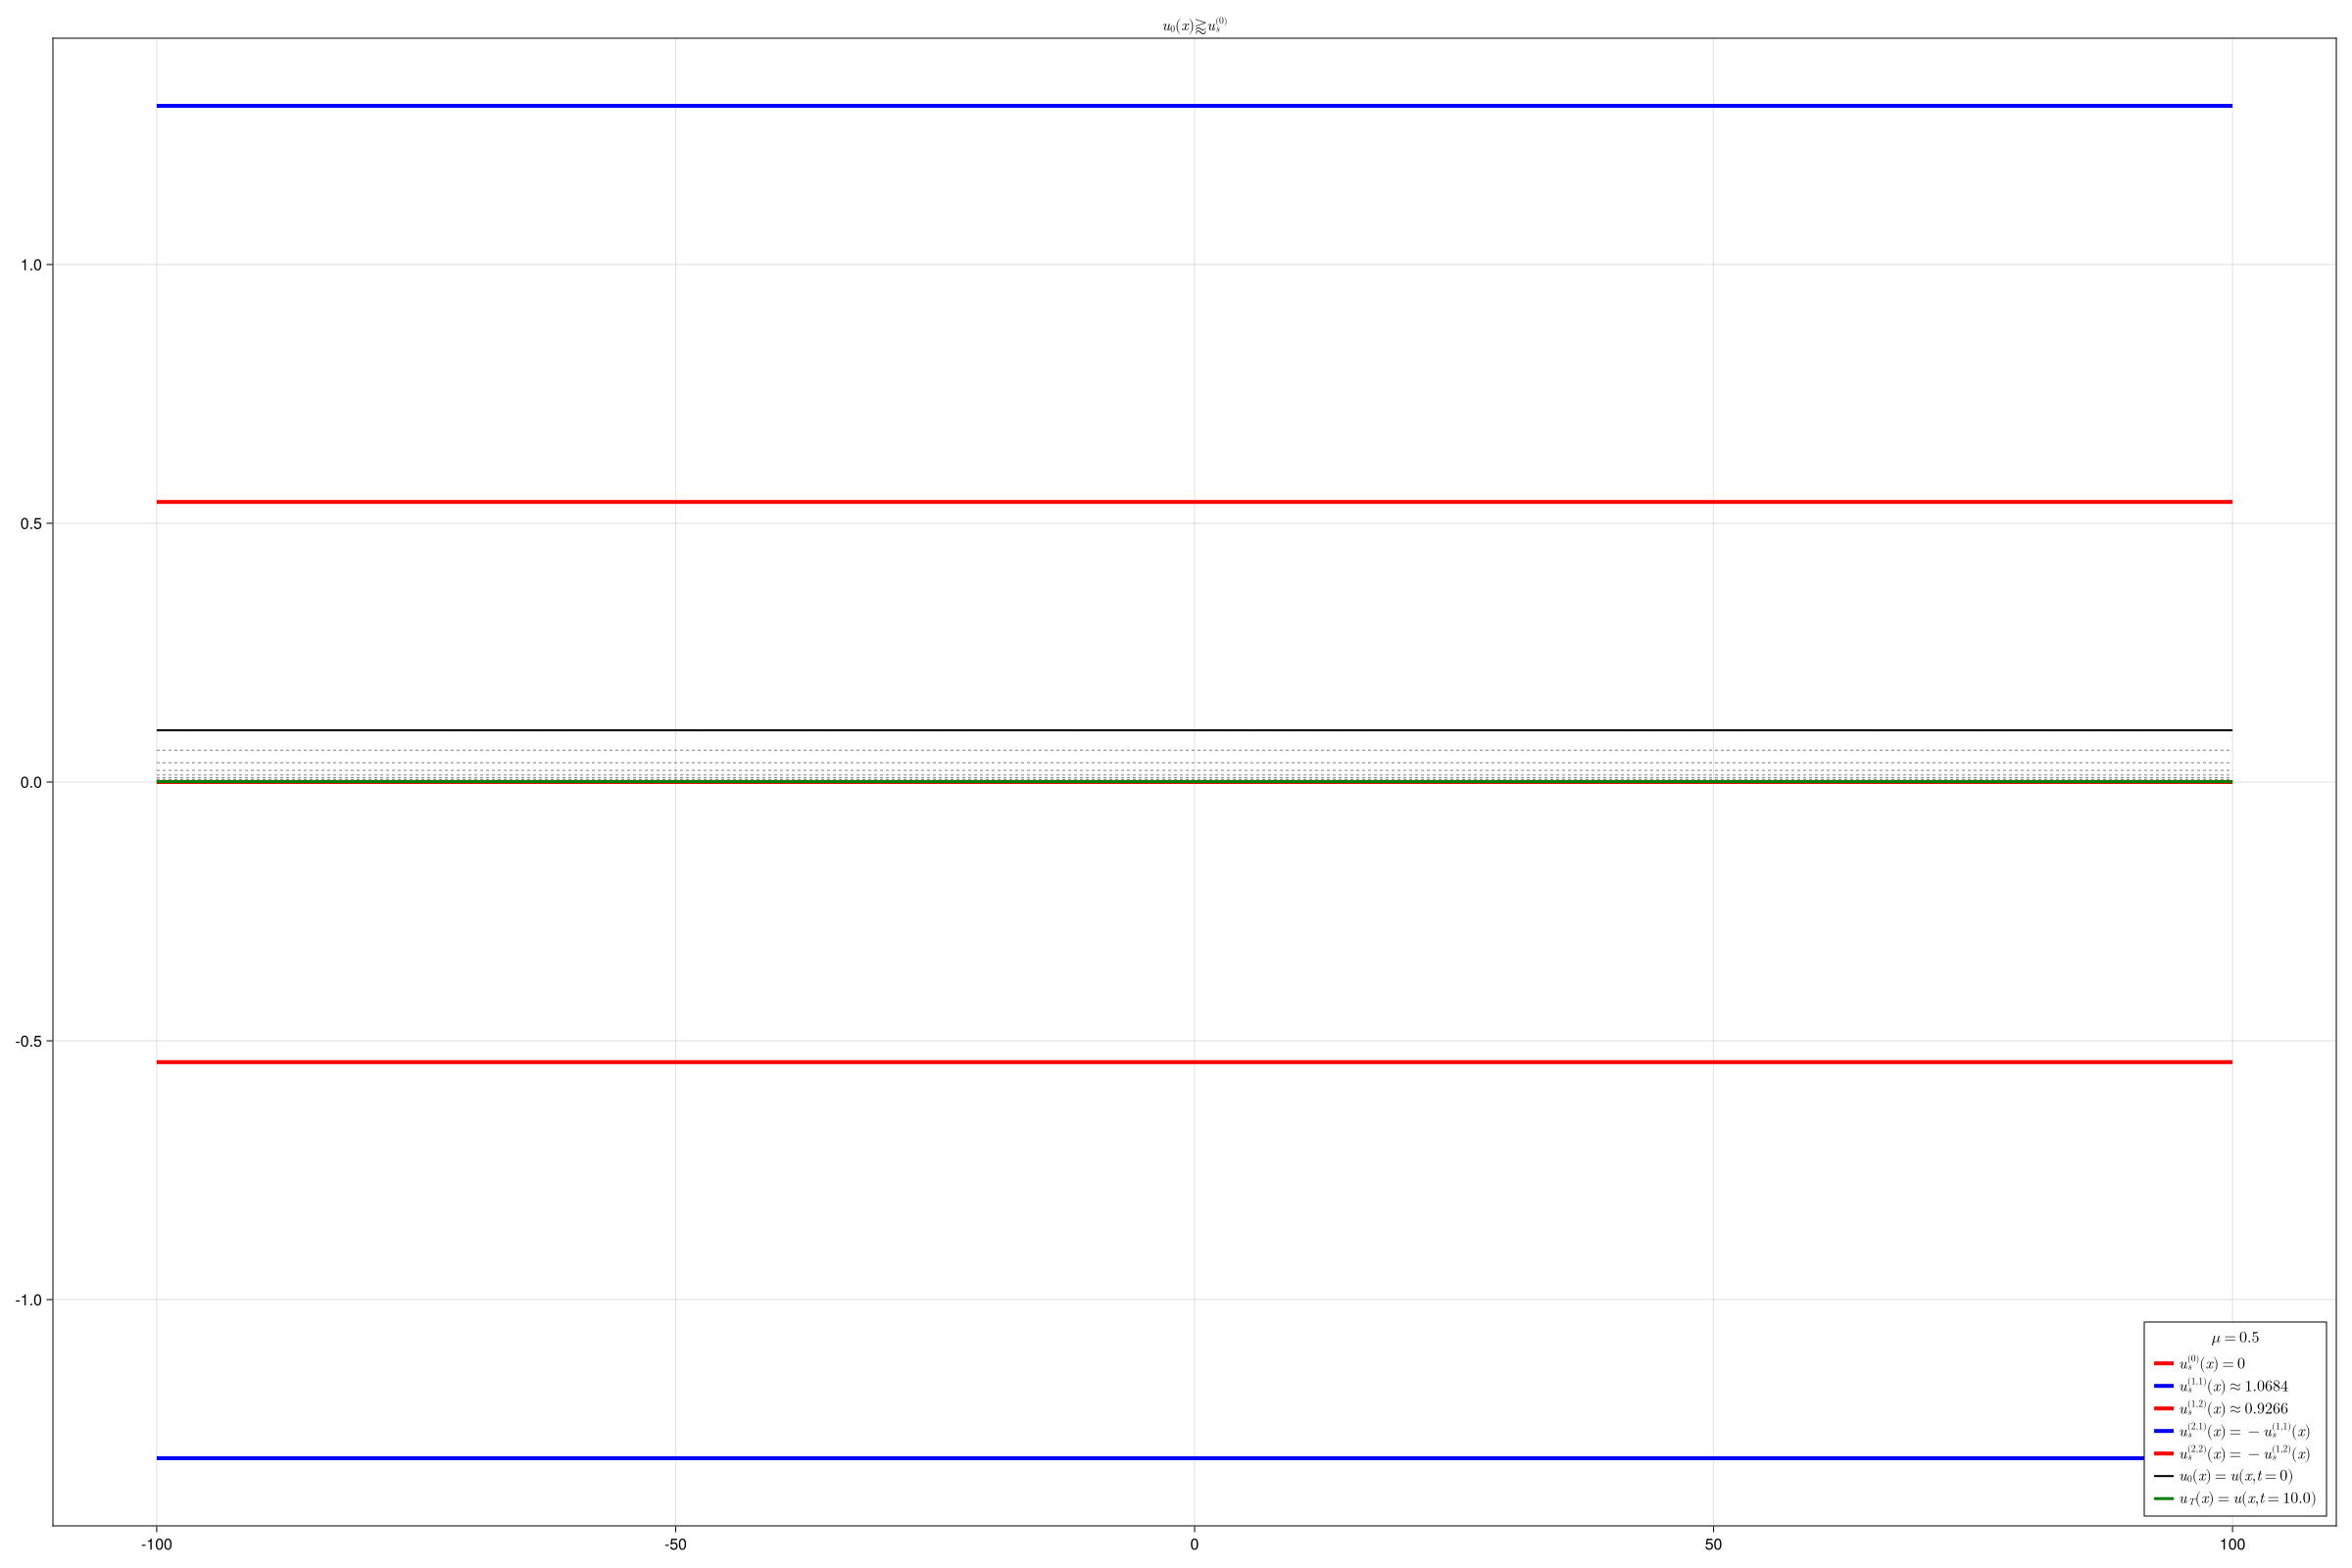 u₀(x)⪆u_s^(0)
1.0
0.5
0.0
-0.5
-1.0
-100
-50
0
50
100
μ = 0.5
u_s^(0)(x) = 0
u_s^(1,1)(x) ≈ 1.0684
u_s^(1,2)(x) ≈ 0.9266
u_s^(2,1)(x) = − u_s^(1,1)(x)
u_s^(2,2)(x) = − u_s^(1,2)(x)
u₀(x) = u(x,t = 0)
u_T(x) = u(x,t = 10.0)